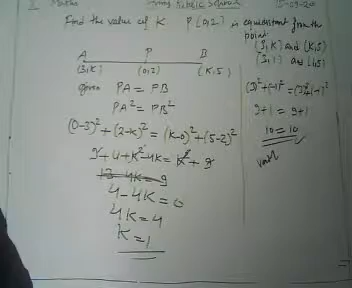 Maths Public School 15-09-20
Find the value of K. P(0,2) is equidistant from the
point
(3,K) and (K,5)
A P B
(3,K) (0,2) (K,5)
given PA = PB
PA² = PB²
(0-3)² + (2-K)² = (K-0)² + (5-2)²
9 + 4 + K² - 4K = K² + 9
13 - 4K = 9
4 - 4K = 0
4K = 4
K = 1
(3,1) and (1,5)
(3)² + (-1)² = (3)² + (-1)²
9+1 = 9+1
10 = 10